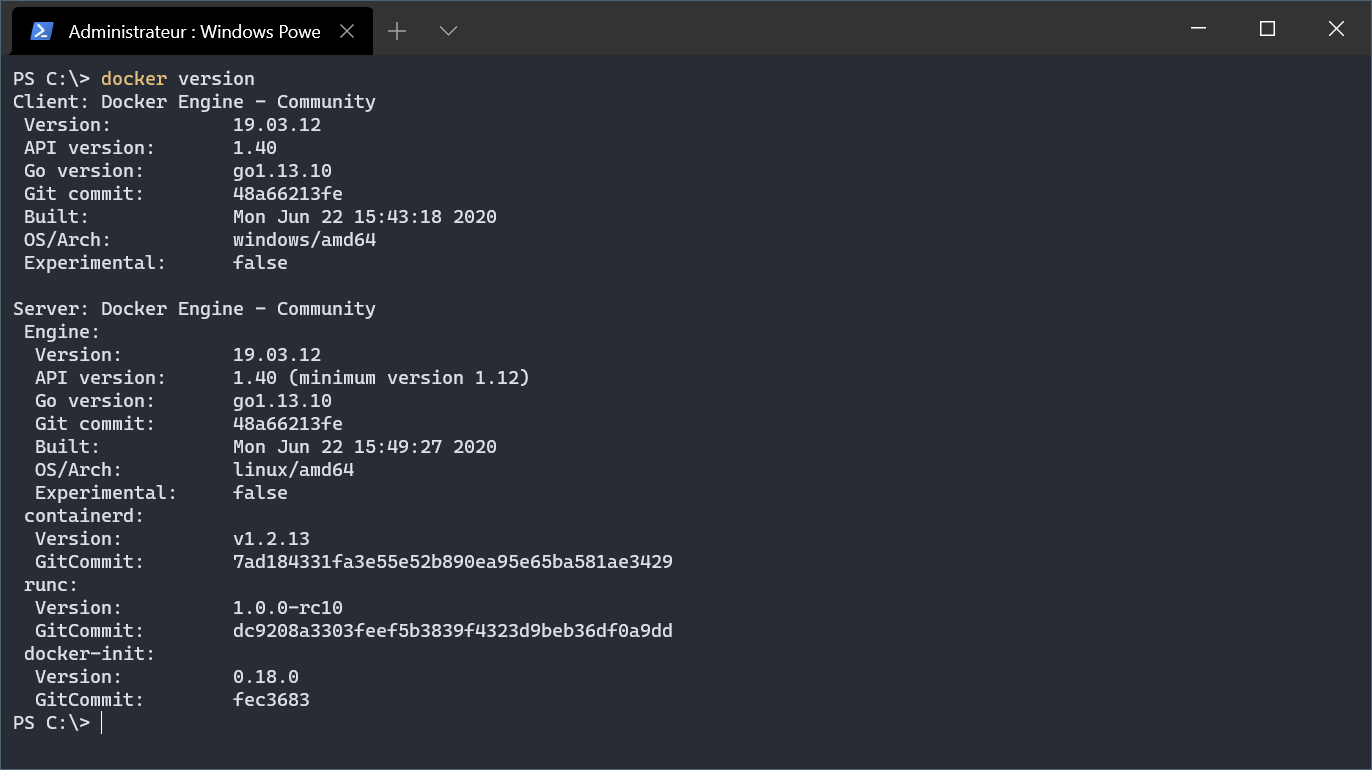 Administrateur : Windows Powe
PS C:\> docker version
Client: Docker Engine - Community
 Version:           19.03.12
 API version:       1.40
 Go version:        go1.13.10
 Git commit:        48a66213fe
 Built:             Mon Jun 22 15:43:18 2020
 OS/Arch:           windows/amd64
 Experimental:      false

Server: Docker Engine - Community
 Engine:
  Version:          19.03.12
  API version:      1.40 (minimum version 1.12)
  Go version:       go1.13.10
  Git commit:       48a66213fe
  Built:            Mon Jun 22 15:49:27 2020
  OS/Arch:          linux/amd64
  Experimental:     false
 containerd:
  Version:          v1.2.13
  GitCommit:        7ad184331fa3e55e52b890ea95e65ba581ae3429
 runc:
  Version:          1.0.0-rc10
  GitCommit:        dc9208a3303feef5b3839f4323d9beb36df0a9dd
 docker-init:
  Version:          0.18.0
  GitCommit:        fec3683
PS C:\>